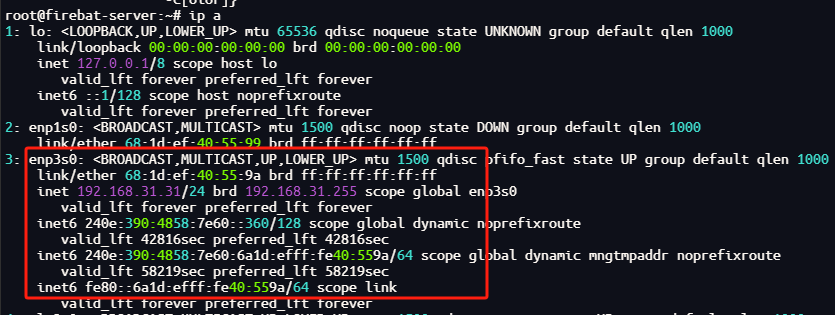 root@firebat-server:~# ip a
1: lo: <LOOPBACK,UP,LOWER_UP> mtu 65536 qdisc noqueue state UNKNOWN group default qlen 1000
link/loopback 00:00:00:00:00:00 brd 00:00:00:00:00:00
inet 127.0.0.1/8 scope host lo
valid_lft forever preferred_lft forever
inet6 ::1/128 scope host noprefixroute
valid_lft forever preferred_lft forever
2: enp1s0: <BROADCAST,MULTICAST> mtu 1500 qdisc noop state DOWN group default qlen 1000
link/ether 68:1d:ef:40:55:99 brd ff:ff:ff:ff:ff:ff
3: enp3s0: <BROADCAST,MULTICAST,UP,LOWER_UP> mtu 1500 qdisc pfifo_fast state UP group default qlen 1000
link/ether 68:1d:ef:40:55:9a brd ff:ff:ff:ff:ff:ff
inet 192.168.31.31/24 brd 192.168.31.255 scope global enp3s0
valid_lft forever preferred_lft forever
inet6 240e:390:4858:7e60::360/128 scope global dynamic noprefixroute
valid_lft 42816sec preferred_lft 42816sec
inet6 240e:390:4858:7e60:6a1d:efff:fe40:559a/64 scope global dynamic mngtmpaddr noprefixroute
valid_lft 58219sec preferred_lft 58219sec
inet6 fe80::6a1d:efff:fe40:559a/64 scope link
valid_lft forever preferred_lft forever